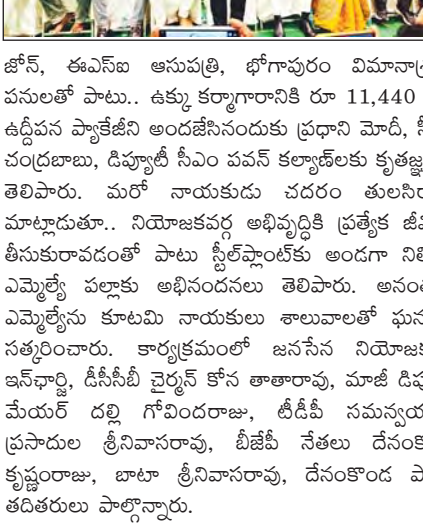 జోన్, ఈఎస్ఐ ఆసుపత్రి, భోగాపురం విమానా
పనులతో పాటు.. ఉక్కు కర్మాగారానికి రూ 11,440
ఉద్దీపన ప్యాకేజీని అందజేసినందుకు ప్రధాని మోదీ, సీ
చంద్రబాబు, డిప్యూటీ సీఎం పవన్ కల్యాణ్‌లకు కృతజ్ఞ
తెలిపారు. మరో నాయకుడు చదరం తులసిరా
మాట్లాడుతూ.. నియోజకవర్గ అభివృద్ధికి ప్రత్యేక జీవ
తీసుకురావడంతో పాటు స్టీల్‌ప్లాంట్‌కు అండగా నిలి
ఎమ్మెల్యే పల్లాకు అభినందనలు తెలిపారు. అనంత
ఎమ్మెల్యేను కూటమి నాయకులు శాలువాలతో ఘన
సత్కరించారు. కార్యక్రమంలో జనసేన నియోజక
ఇన్‌ఛార్జి, డీసీసీబీ చైర్మన్ కోన తాతారావు, మాజీ డిప్యూ
మేయర్ దల్లి గోవిందరాజు, టీడీపీ సమన్వయ
ప్రసాదుల శ్రీనివాసరావు, బీజేపీ నేతలు దేనంకొ
కృష్ణంరాజు, బాటా శ్రీనివాసరావు, దేనంకొండ పా
తదితరులు పాల్గొన్నారు.